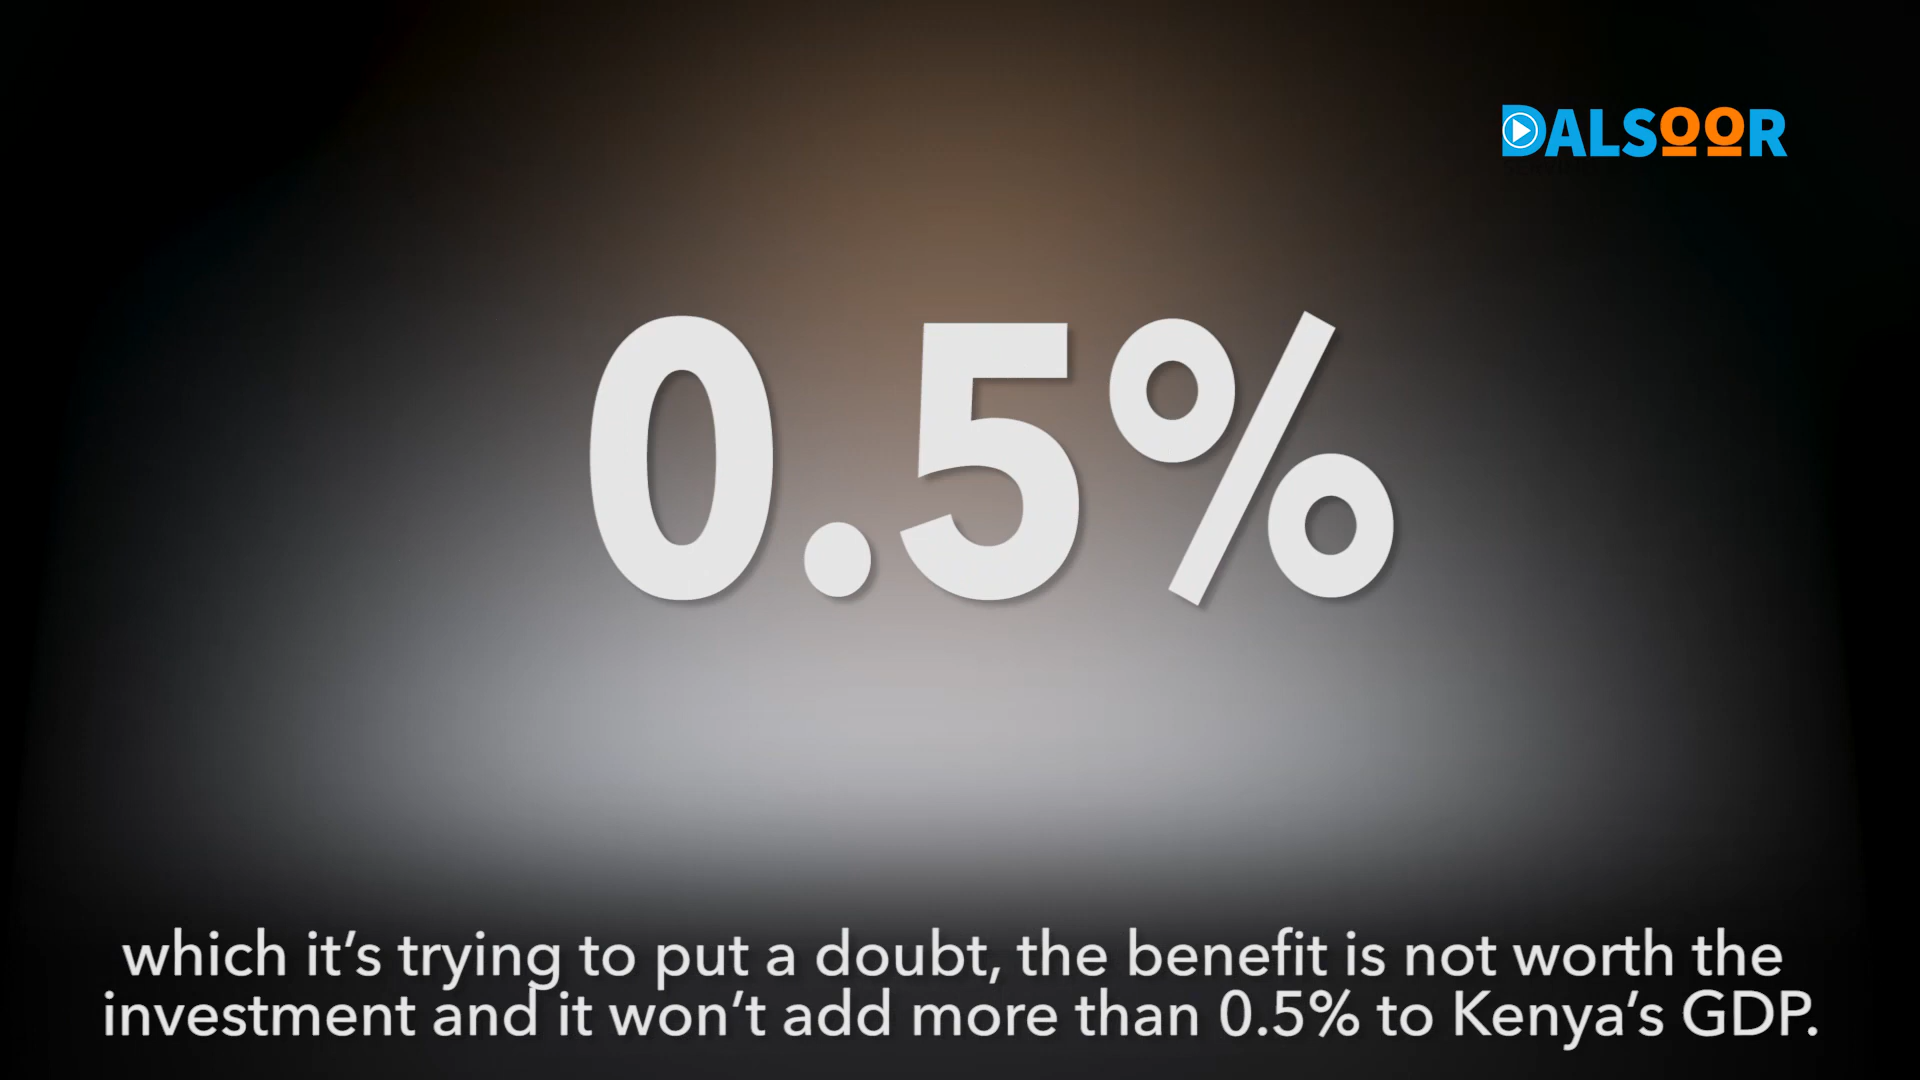 DALSOOR
0.5%
which it’s trying to put a doubt, the benefit is not worth the
investment and it won’t add more than 0.5% to Kenya’s GDP.